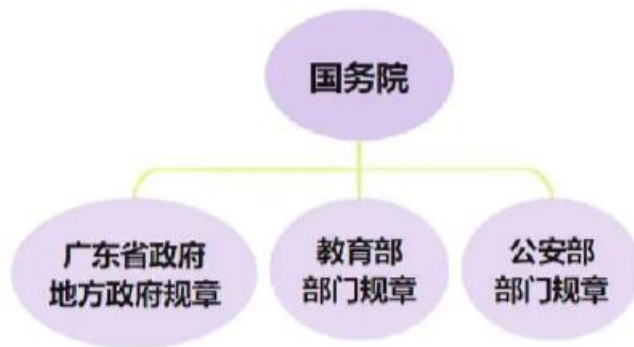 国务院
广东省政府
地方政府规章
教育部
部门规章
公安部
部门规章